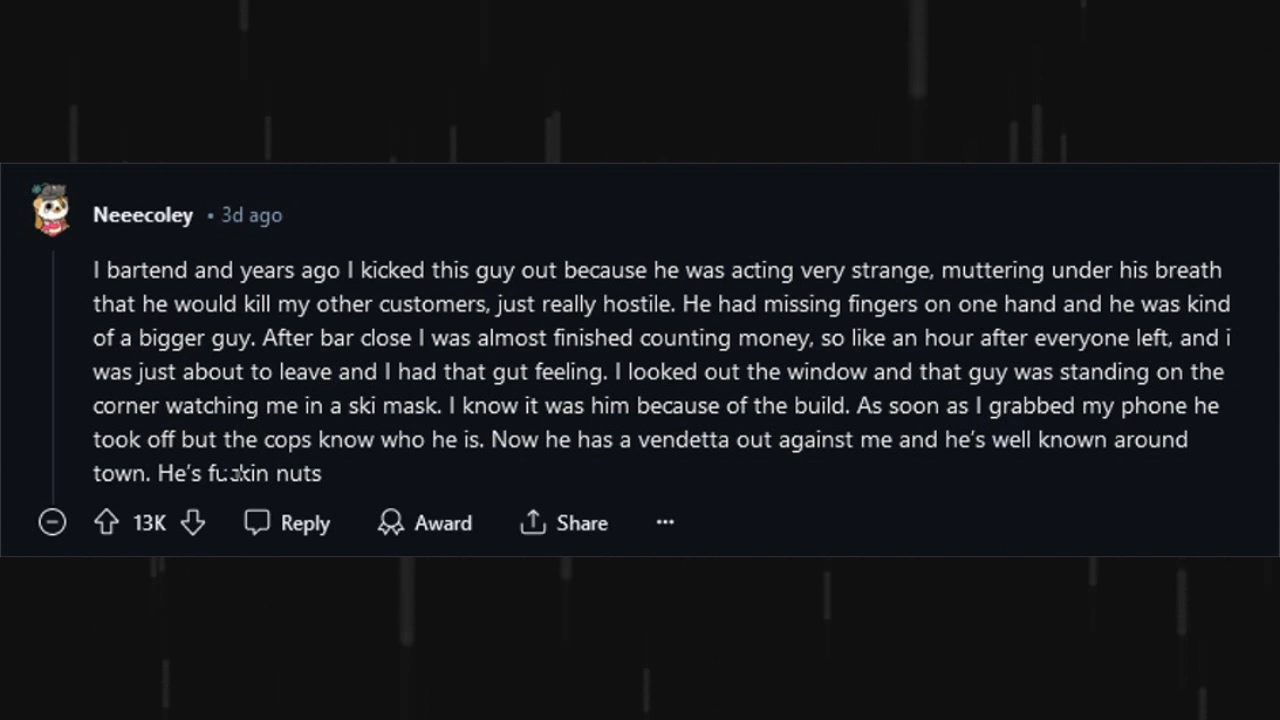 Neeecoley • 3d ago
I bartend and years ago I kicked this guy out because he was acting very strange, muttering under his breath
that he would kill my other customers, just really hostile. He had missing fingers on one hand and he was kind
of a bigger guy. After bar close I was almost finished counting money, so like an hour after everyone left, and i
was just about to leave and I had that gut feeling. I looked out the window and that guy was standing on the
corner watching me in a ski mask. I know it was him because of the build. As soon as I grabbed my phone he
took off but the cops know who he is. Now he has a vendetta out against me and he's well known around
town. He's nuts
13K Reply Award Share ...